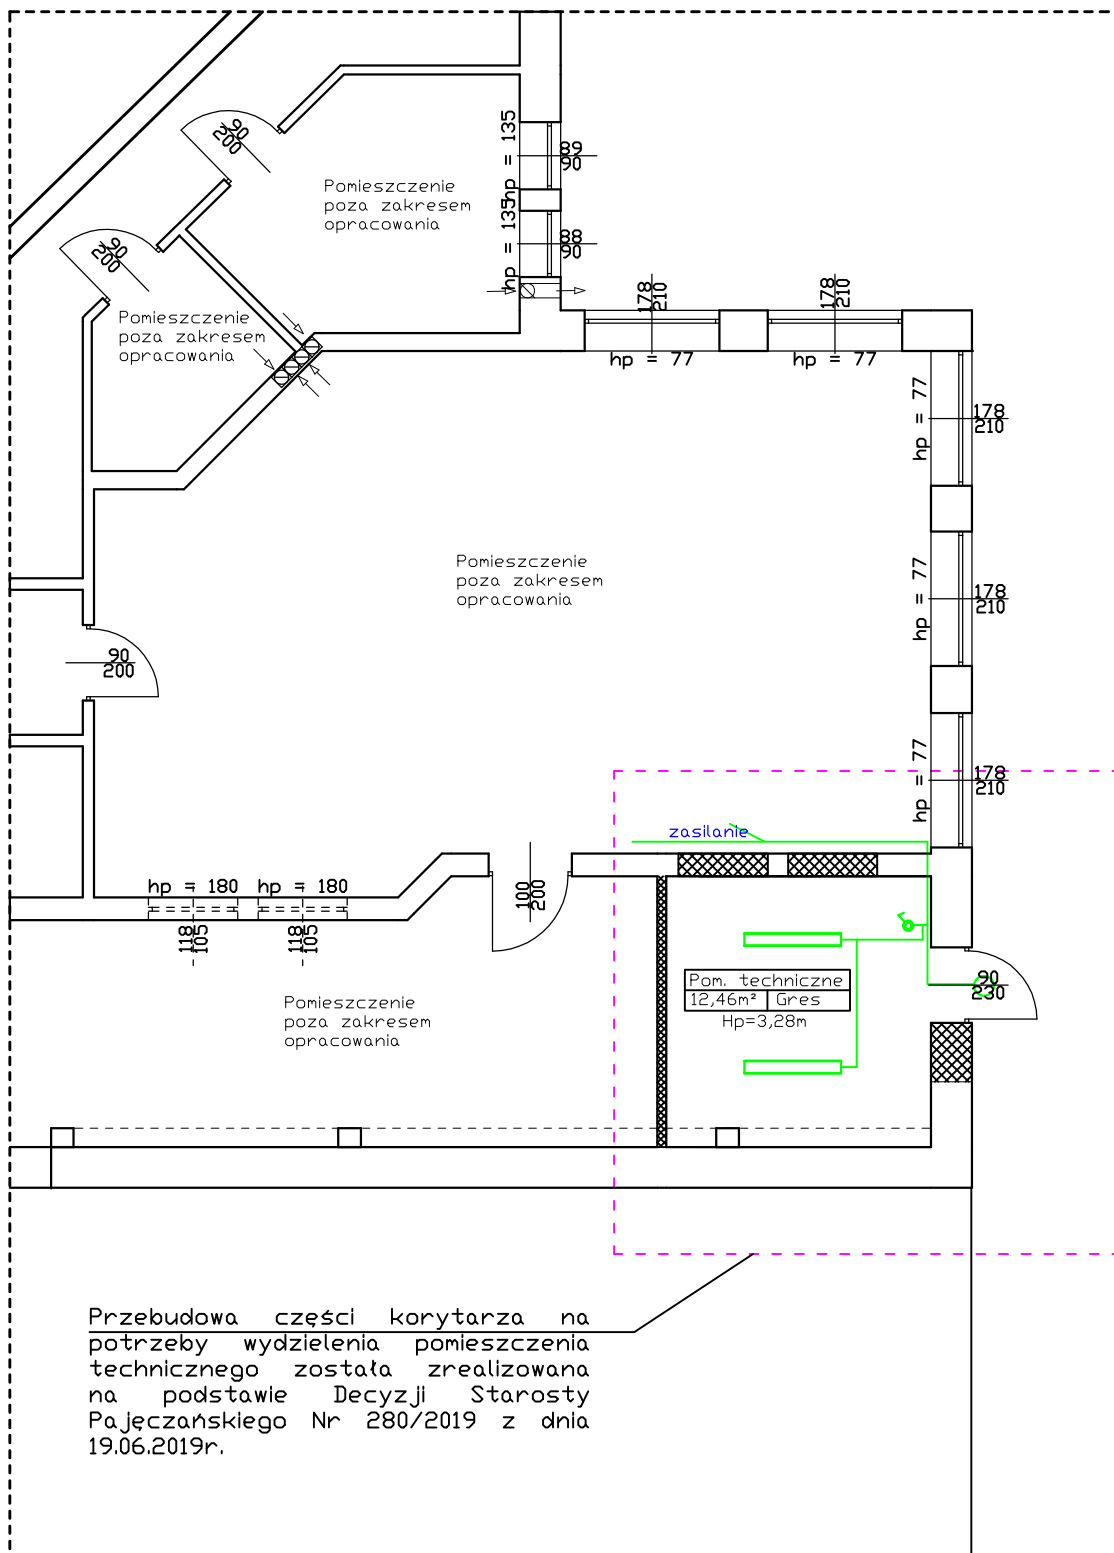 90
200
hp = 135
89
90
Pomieszczenie
poza zakresem
opracowania
hp = 135
88
90
90
200
Pomieszczenie
poza zakresem
opracowania
178
210
178
210
hp = 77
hp = 77
hp = 77
178
210
Pomieszczenie
poza zakresem
opracowania
hp = 77
178
210
90
200
hp = 77
178
210
zasilanie
hp = 180
hp = 180
118
105
118
105
100
200
Pom. techniczne
12,46m² Gres
Hp=3,28m
90
230
Pomieszczenie
poza zakresem
opracowania
Przebudowa części korytarza na
potrzeby wydzielenia pomieszczenia
technicznego została zrealizowana
na podstawie Decyzji Starosty
Pajęczańskiego Nr 280/2019 z dnia
19.06.2019r.